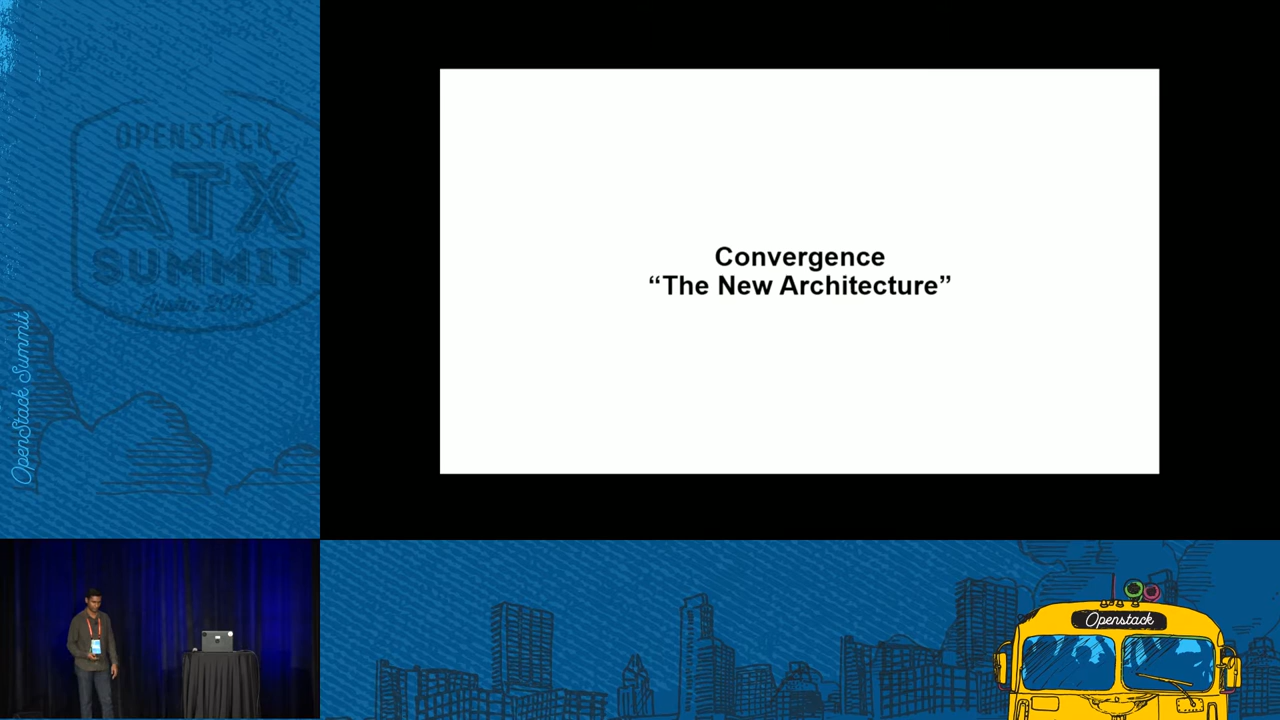 OPENSTACK
ATX
SUMMIT
OpenStack Summit
Convergence
“The New Architecture”
Openstack